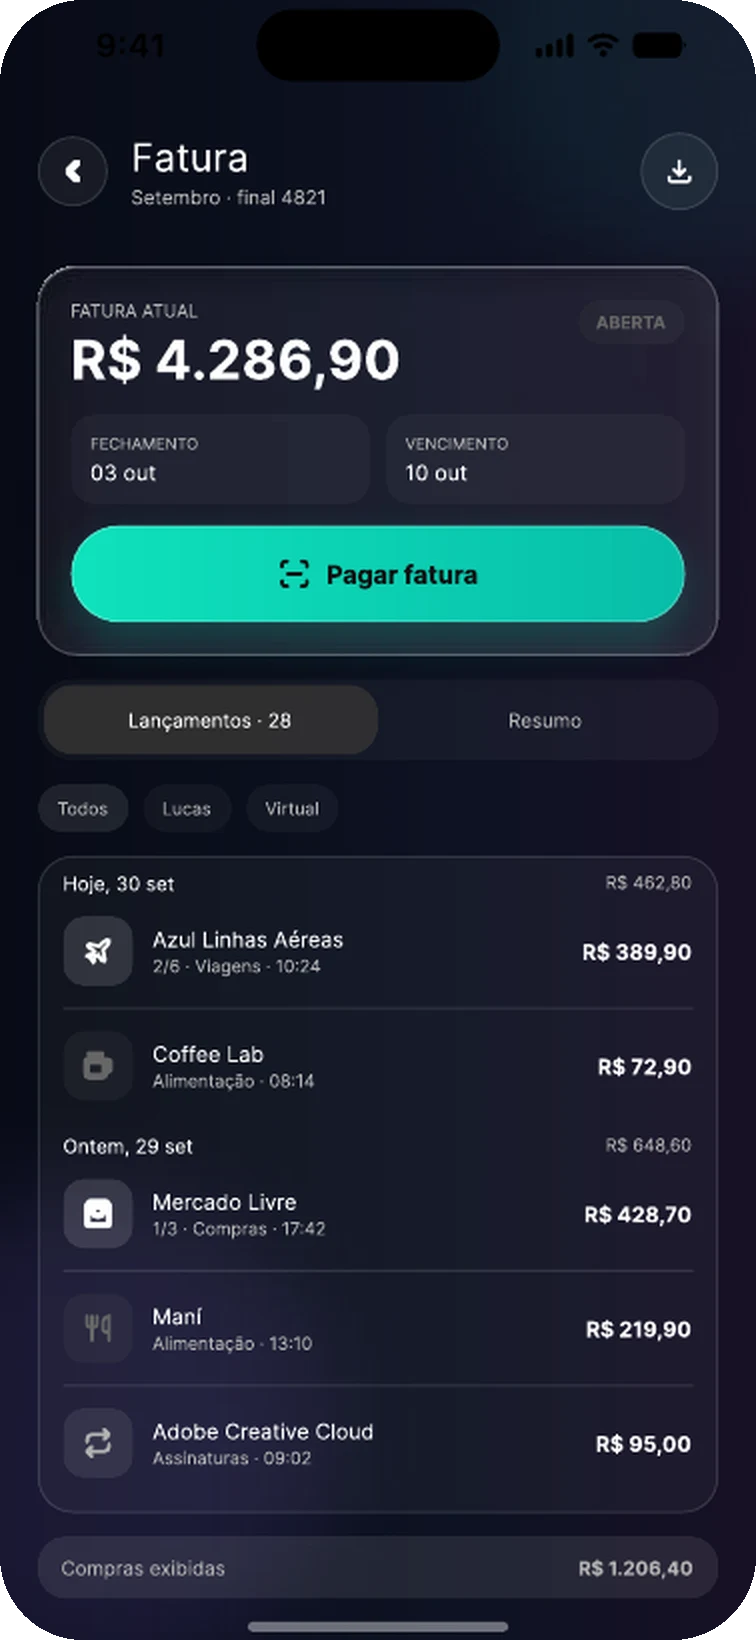 9:41
Fatura
Setembro · final 4821
FATURA ATUAL
ABERTA
R$ 4.286,90
FECHAMENTO
03 out
VENCIMENTO
10 out
Pagar fatura
Lançamentos · 28
Resumo
Todos
Lucas
Virtual
Hoje, 30 set
R$ 462,80
Azul Linhas Aéreas
2/6 · Viagens · 10:24
R$ 389,90
Coffee Lab
Alimentação · 08:14
R$ 72,90
Ontem, 29 set
R$ 648,60
Mercado Livre
1/3 · Compras · 17:42
R$ 428,70
Maní
Alimentação · 13:10
R$ 219,90
Adobe Creative Cloud
Assinaturas · 09:02
R$ 95,00
Compras exibidas
R$ 1.206,40